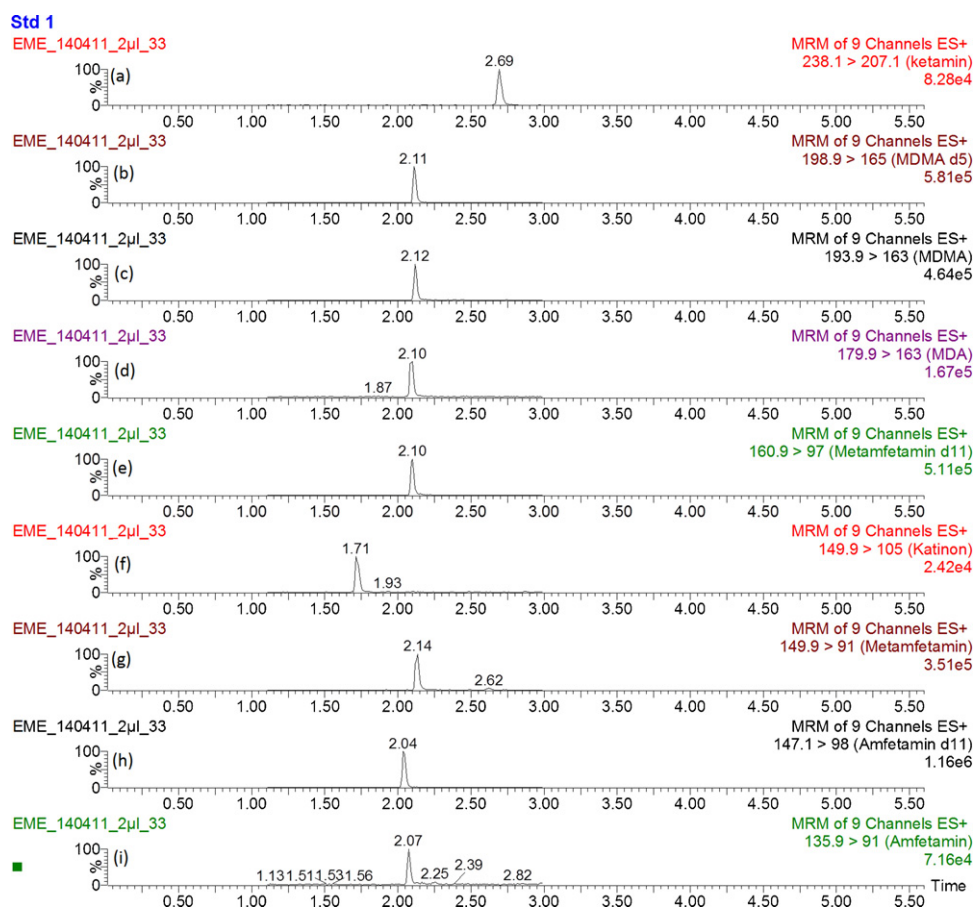 Std 1
EME_140411_2µl_33
MRM of 9 Channels ES+
238.1 > 207.1 (ketamin)
8.28e4
(a)
2.69
100
%
0
0.50 1.00 1.50 2.00 2.50 3.00 3.50 4.00 4.50 5.00 5.50
EME_140411_2µl_33
MRM of 9 Channels ES+
198.9 > 165 (MDMA d5)
5.81e5
(b)
2.11
100
%
0
0.50 1.00 1.50 2.00 2.50 3.00 3.50 4.00 4.50 5.00 5.50
EME_140411_2µl_33
MRM of 9 Channels ES+
193.9 > 163 (MDMA)
4.64e5
(c)
2.12
100
%
0
0.50 1.00 1.50 2.00 2.50 3.00 3.50 4.00 4.50 5.00 5.50
EME_140411_2µl_33
MRM of 9 Channels ES+
179.9 > 163 (MDA)
1.67e5
(d)
2.10
1.87
100
%
0
0.50 1.00 1.50 2.00 2.50 3.00 3.50 4.00 4.50 5.00 5.50
EME_140411_2µl_33
MRM of 9 Channels ES+
160.9 > 97 (Metamfetamin d11)
5.11e5
(e)
2.10
100
%
0
0.50 1.00 1.50 2.00 2.50 3.00 3.50 4.00 4.50 5.00 5.50
EME_140411_2µl_33
MRM of 9 Channels ES+
149.9 > 105 (Katinon)
2.42e4
(f)
1.71
1.93
100
%
0
0.50 1.00 1.50 2.00 2.50 3.00 3.50 4.00 4.50 5.00 5.50
EME_140411_2µl_33
MRM of 9 Channels ES+
149.9 > 91 (Metamfetamin)
3.51e5
(g)
2.14
2.62
100
%
0
0.50 1.00 1.50 2.00 2.50 3.00 3.50 4.00 4.50 5.00 5.50
EME_140411_2µl_33
MRM of 9 Channels ES+
147.1 > 98 (Amfetamin d11)
1.16e6
(h)
2.04
100
%
0
0.50 1.00 1.50 2.00 2.50 3.00 3.50 4.00 4.50 5.00 5.50
EME_140411_2µl_33
MRM of 9 Channels ES+
135.9 > 91 (Amfetamin)
7.16e4
(i)
2.07
1.13 1.51 1.53 1.56 2.25 2.39 2.82
100
%
0
Time
0.50 1.00 1.50 2.00 2.50 3.00 3.50 4.00 4.50 5.00 5.50